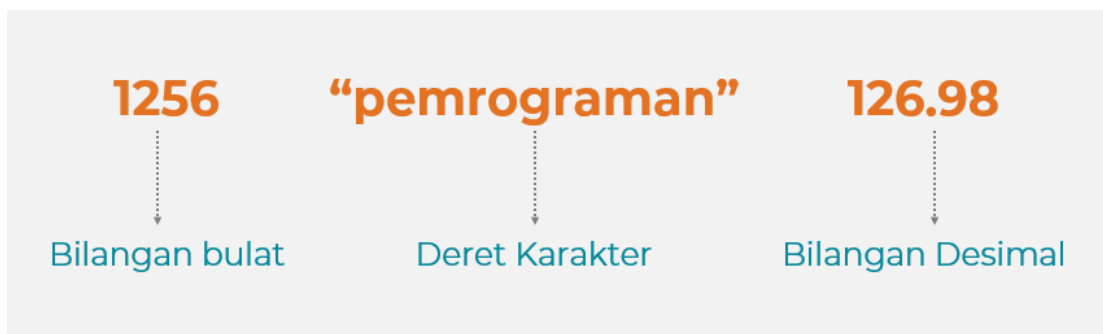 1256 “pemrograman” 126.98
Bilangan bulat Deret Karakter Bilangan Desimal